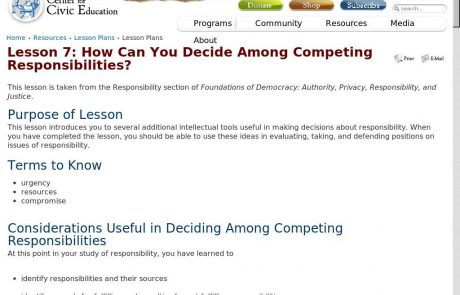 Center for
Civic Education
Donate
Shop
Subscribe
search...
Programs
Community
Resources
Media
About
Home • Resources • Lesson Plans • Lesson Plans
Lesson 7: How Can You Decide Among Competing
Responsibilities?
Print
E-Mail
This lesson is taken from the Responsibility section of Foundations of Democracy: Authority, Privacy, Responsibility, and
Justice.
Purpose of Lesson
This lesson introduces you to several additional intellectual tools useful in making decisions about responsibility. When
you have completed the lesson, you should be able to use these ideas in evaluating, taking, and defending positions on
issues of responsibility.
Terms to Know
• urgency
• resources
• compromise
Considerations Useful in Deciding Among Competing
Responsibilities
At this point in your study of responsibility, you have learned to
• identify responsibilities and their sources